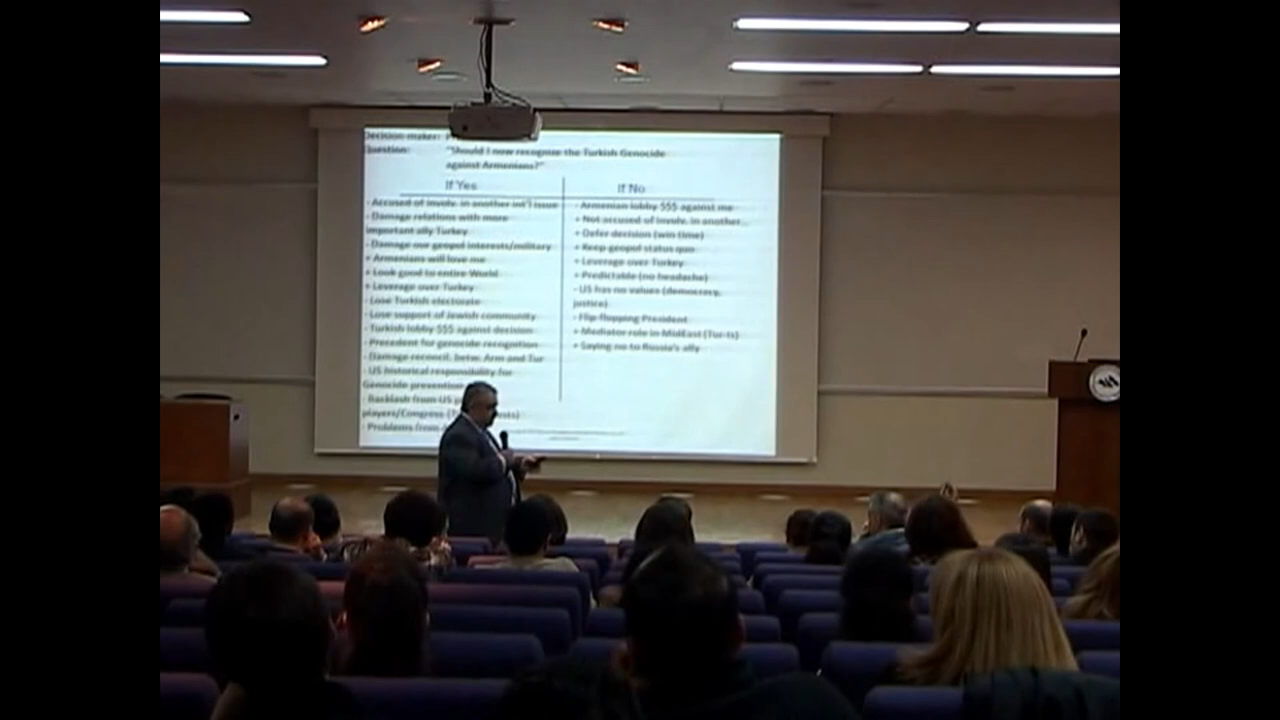 Decision maker:
Question: "Should I now recognize the Turkish Genocide
against Armenians?"
If Yes
- Accused of involv. in another int'l issue
- Damage relations with more
important ally Turkey
- Damage our geopol interests/military
+ Armenians will love me
+ Look good to entire World
+ Leverage over Turkey
- Lose Turkish electorate
- Lose support of Jewish community
- Turkish lobby $$$ against decision
- Precedent for genocide recognition
- Damage reconcil. betw. Arm and Tur
- US historical responsibility for
Genocide prevention
- Backlash from US
players/Congress
- Problems from
If No
- Armenian lobby $$$ against me
+ Not accused of involv. in another...
+ Defer decision (win time)
+ Keep geopol status quo
+ Leverage over Turkey
+ Predictable (no headache)
- US has no values (democracy,
justice)
- Flip-flopping President
+ Mediator role in MidEast (Tur-Is)
+ Saying no to Russia's ally